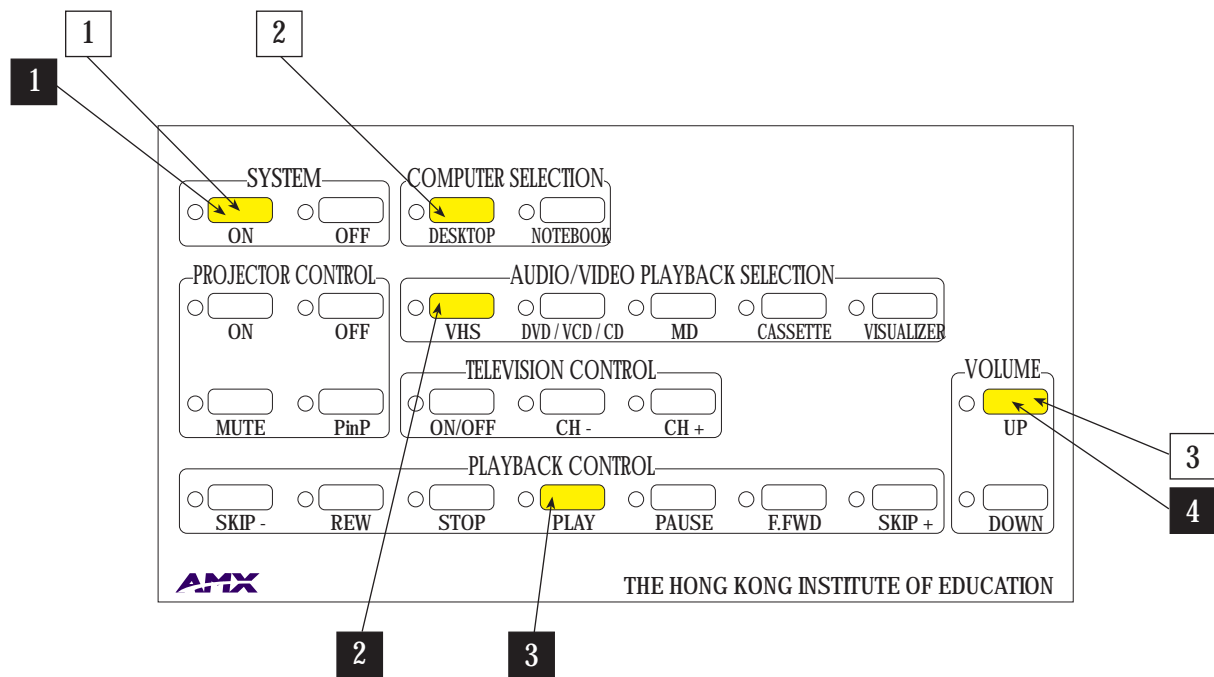 1 2
1
SYSTEM COMPUTER SELECTION
ON OFF DESKTOP NOTEBOOK
PROJECTOR CONTROL AUDIO/VIDEO PLAYBACK SELECTION
ON OFF VHS DVD / VCD / CD MD CASSETTE VISUALIZER
TELEVISION CONTROL VOLUME
MUTE PinP ON/OFF CH - CH + UP
3
PLAYBACK CONTROL
SKIP - REW STOP PLAY PAUSE F.FWD SKIP + DOWN
4
AMX THE HONG KONG INSTITUTE OF EDUCATION
2 3